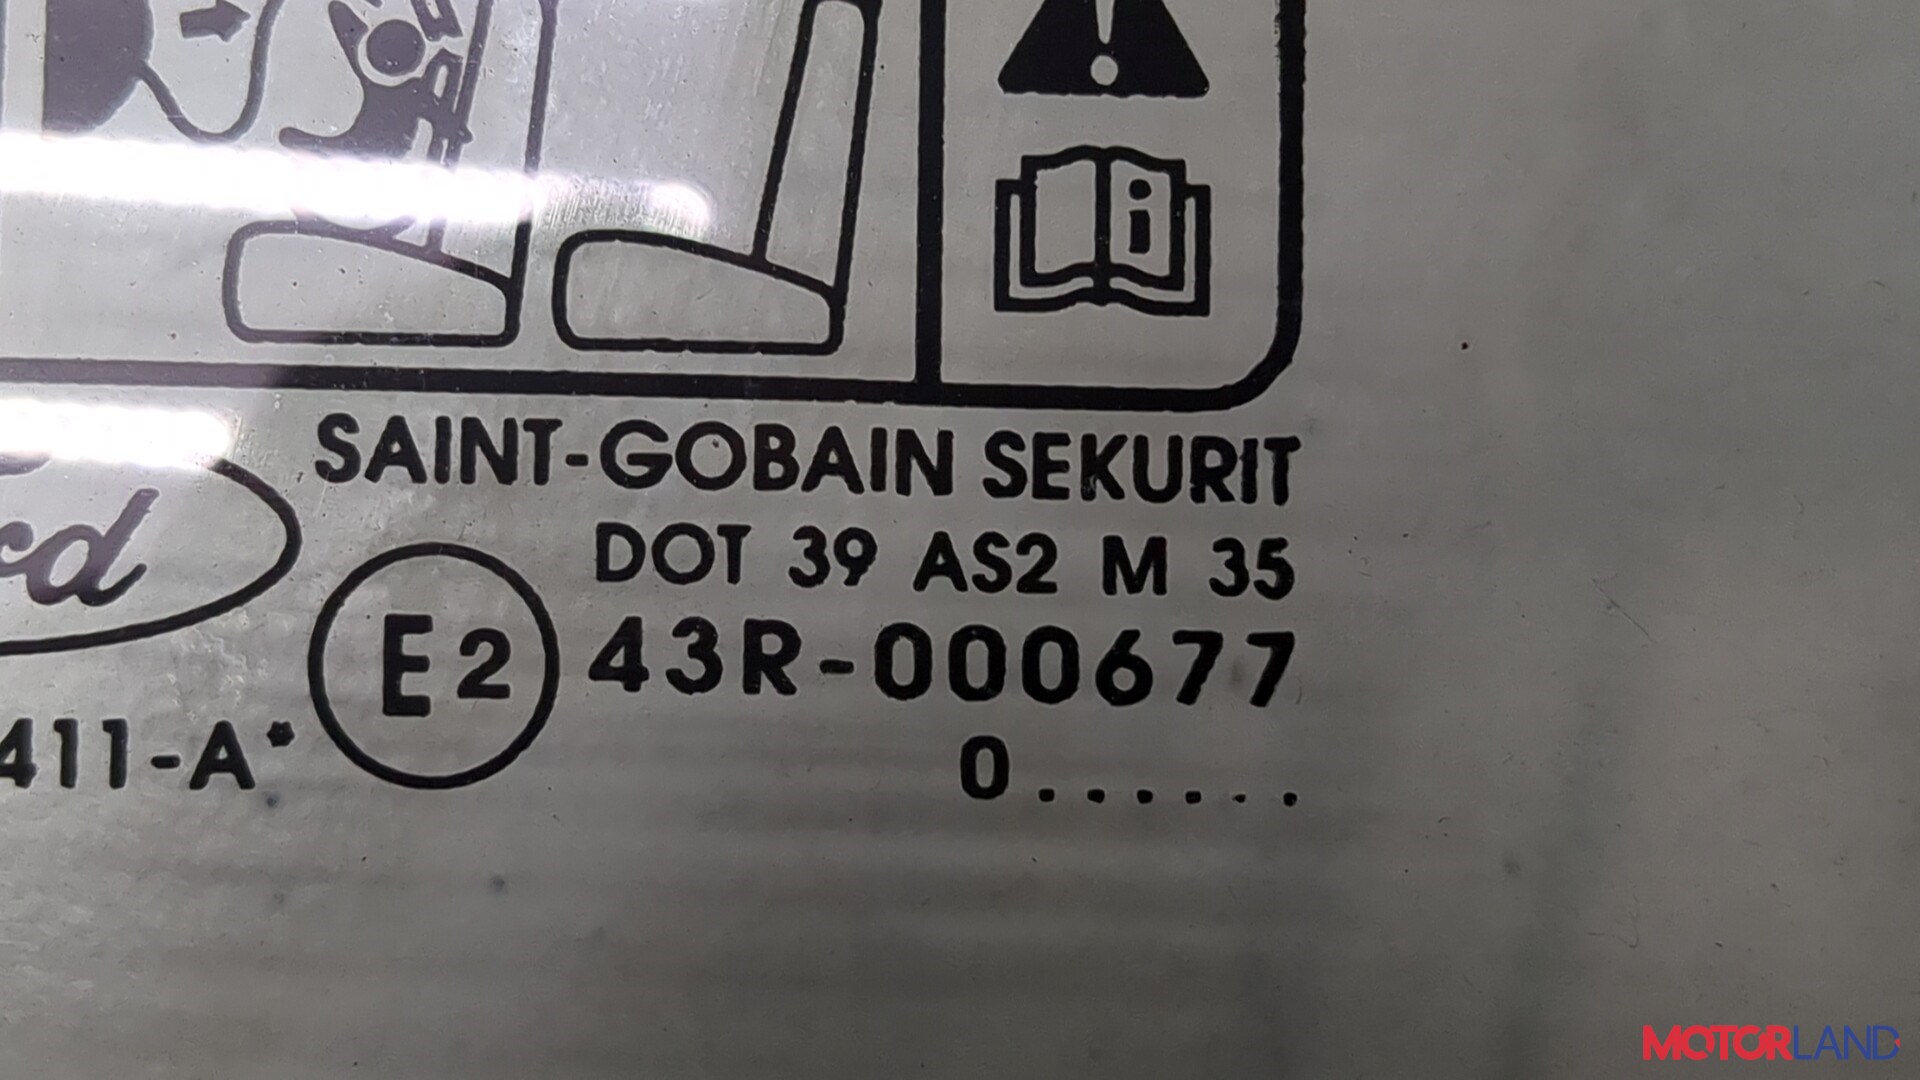 SAINT-GOBAIN SEKURIT
DOT 39 AS2 M 35
E2 43R-000677
411-A*
0......
MOTORLAND